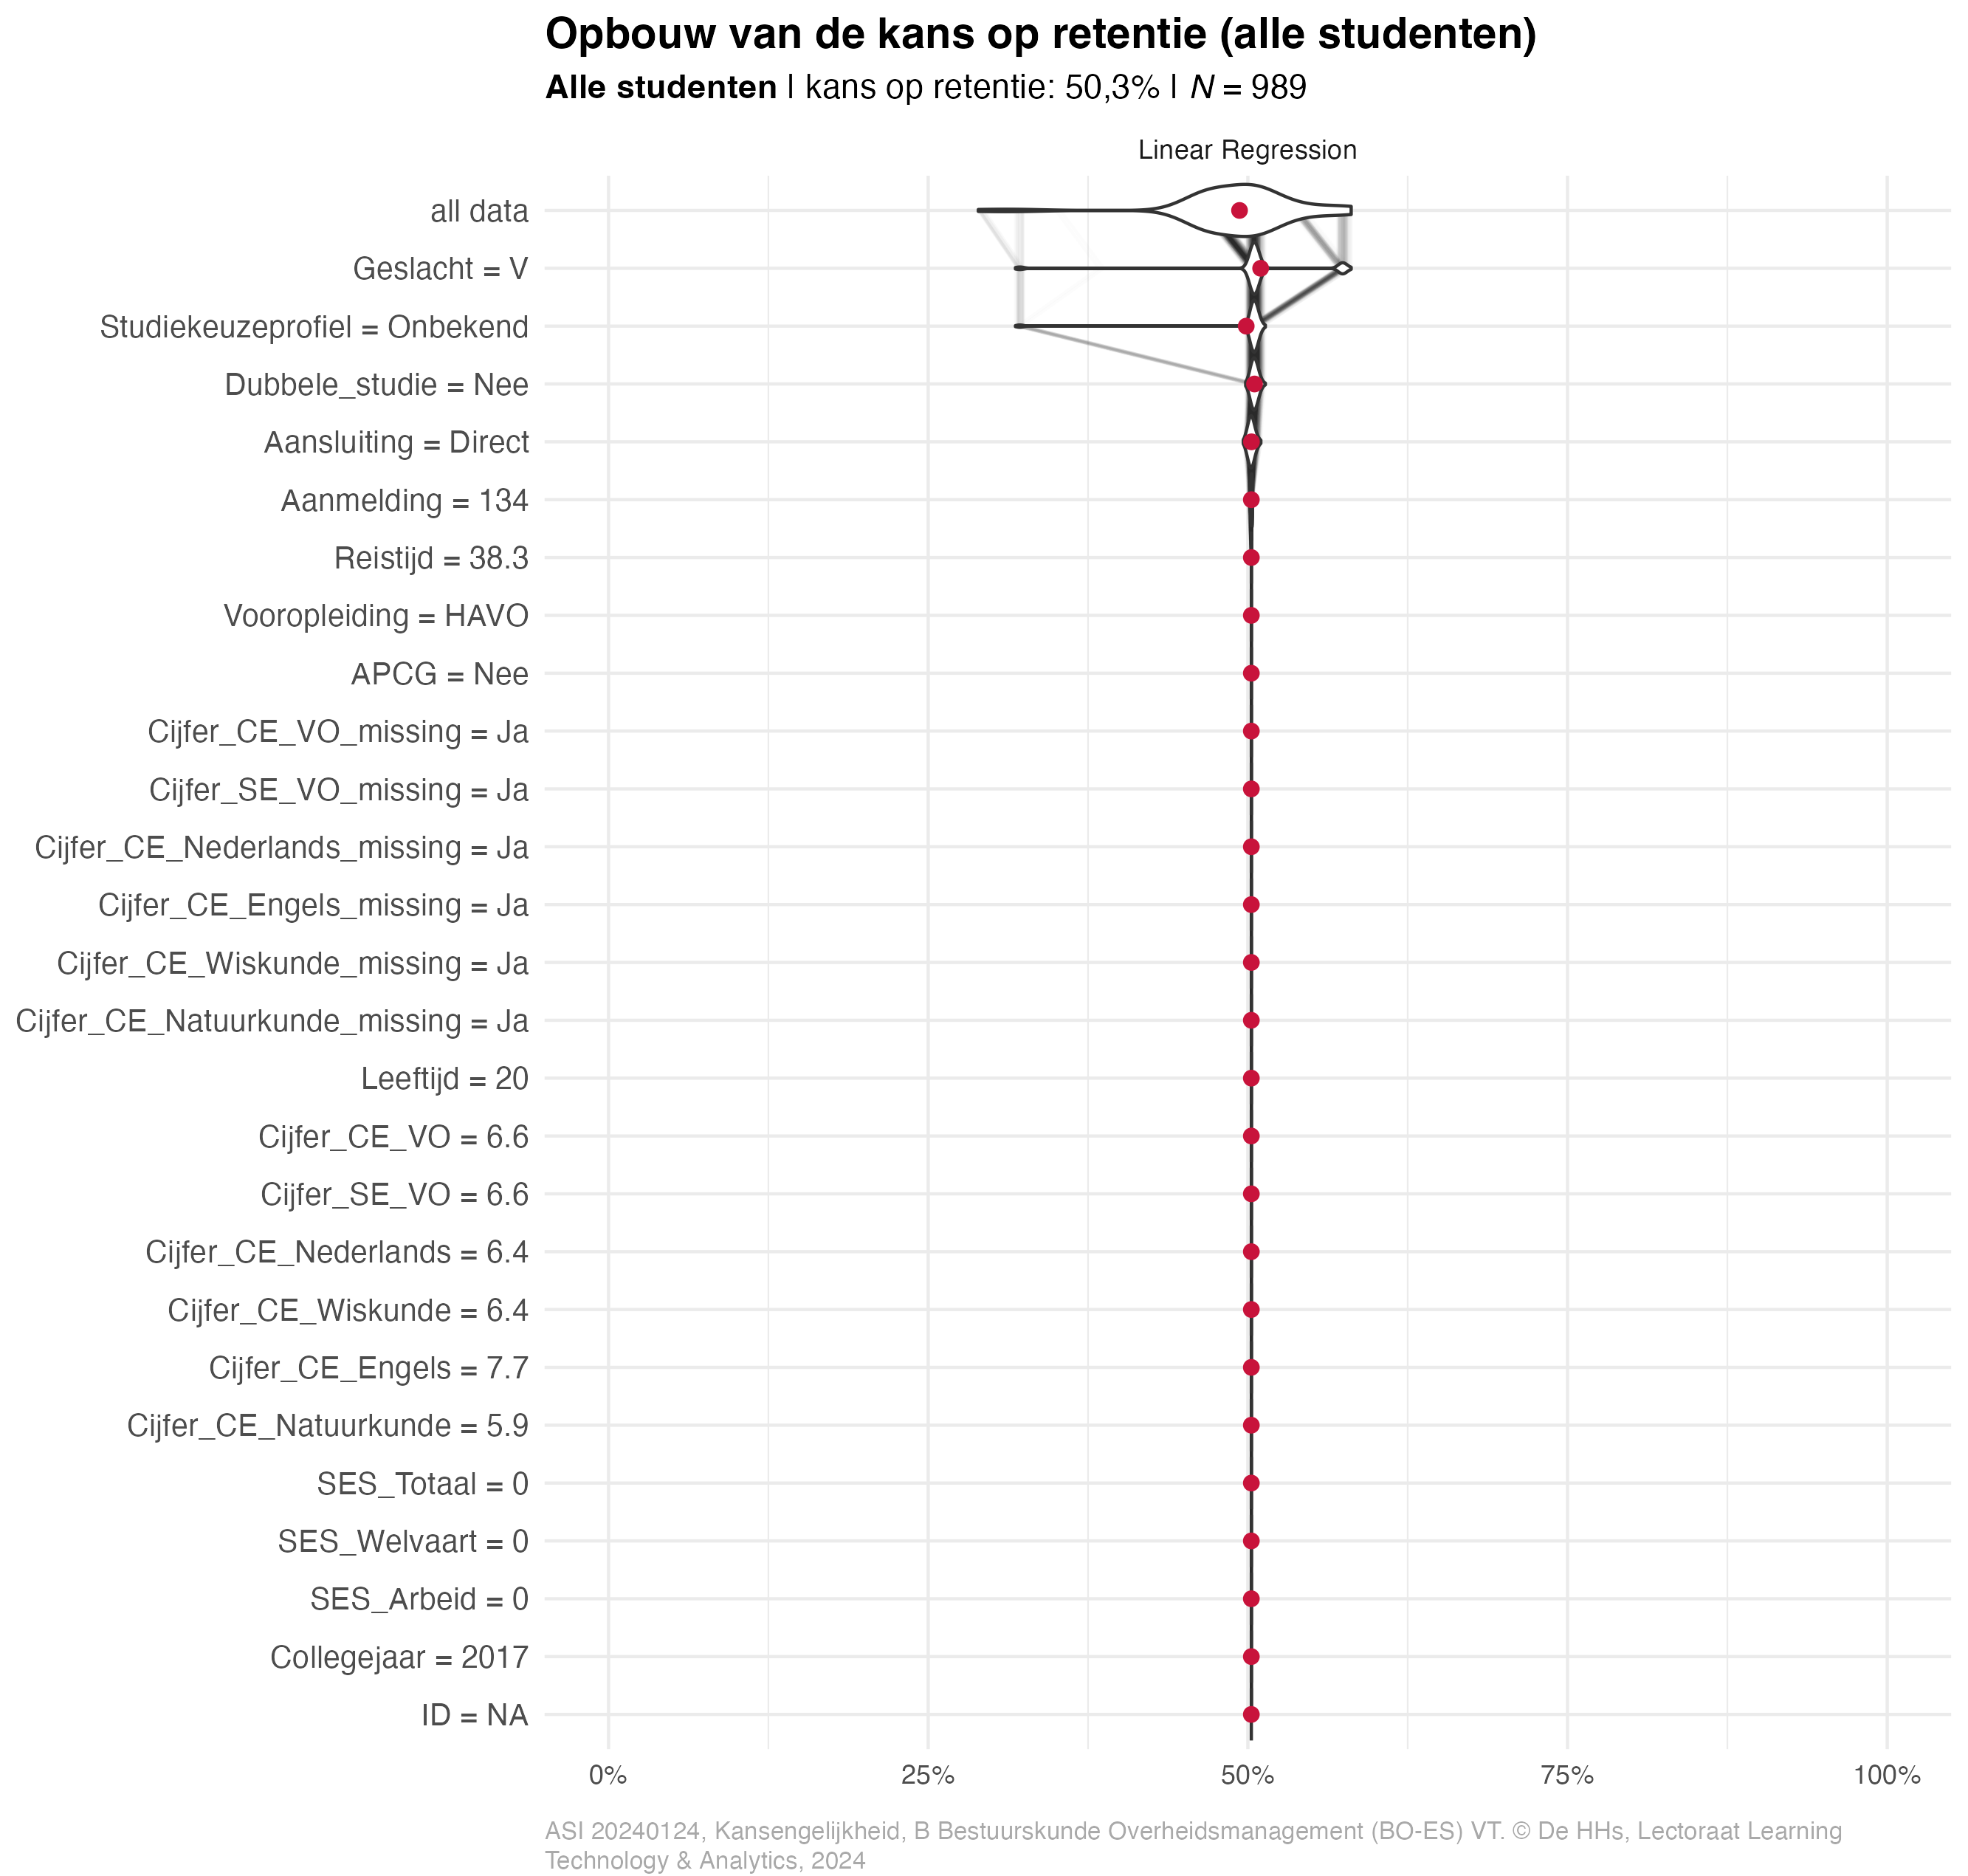 Opbouw van de kans op retentie (alle studenten)
Alle studenten | kans op retentie: 50,3% | N = 989
Linear Regression
all data
Geslacht = V
Studiekeuzeprofiel = Onbekend
Dubbele_studie = Nee
Aansluiting = Direct
Aanmelding = 134
Reistijd = 38.3
Vooropleiding = HAVO
APCG = Nee
Cijfer_CE_VO_missing = Ja
Cijfer_SE_VO_missing = Ja
Cijfer_CE_Nederlands_missing = Ja
Cijfer_CE_Engels_missing = Ja
Cijfer_CE_Wiskunde_missing = Ja
Cijfer_CE_Natuurkunde_missing = Ja
Leeftijd = 20
Cijfer_CE_VO = 6.6
Cijfer_SE_VO = 6.6
Cijfer_CE_Nederlands = 6.4
Cijfer_CE_Wiskunde = 6.4
Cijfer_CE_Engels = 7.7
Cijfer_CE_Natuurkunde = 5.9
SES_Totaal = 0
SES_Welvaart = 0
SES_Arbeid = 0
Collegejaar = 2017
ID = NA
0% 25% 50% 75% 100%
ASI 20240124, Kansengelijkheid, B Bestuurskunde Overheidsmanagement (BO-ES) VT. © De HHs, Lectoraat Learning
Technology & Analytics, 2024